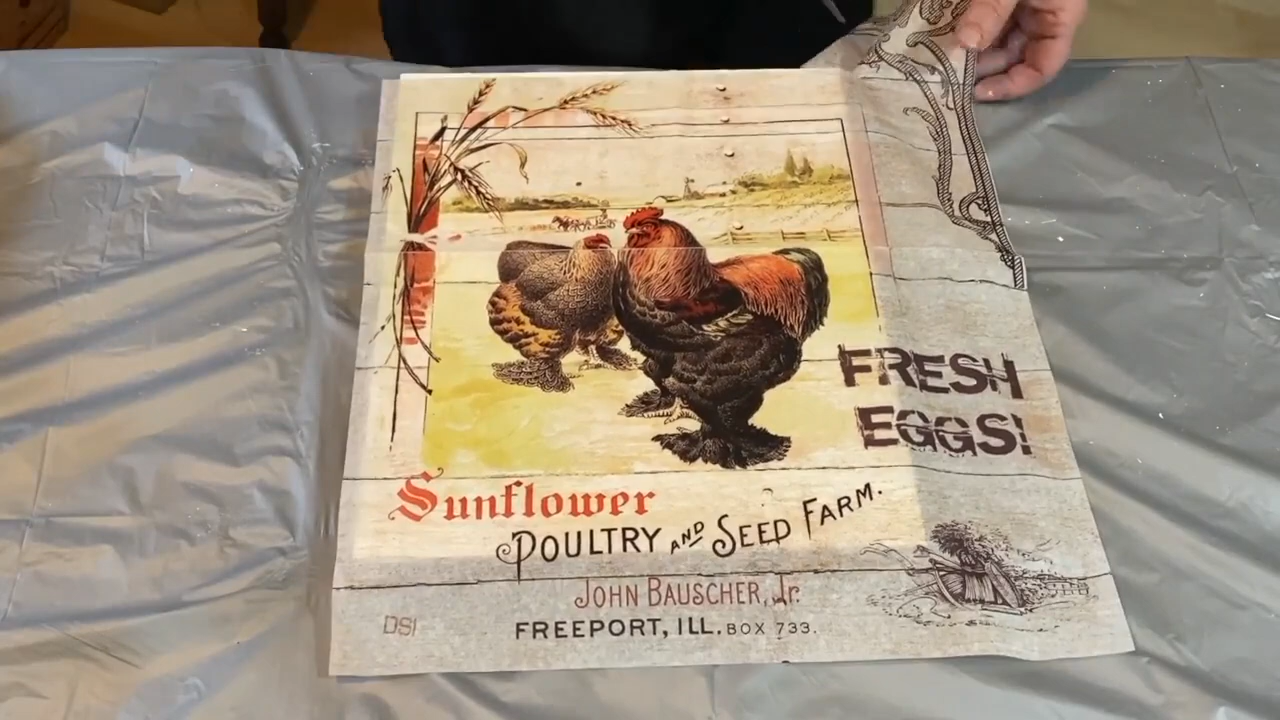 FRESH
EGGS!
Sunflower
POULTRY AND SEED FARM.
JOHN BAUSCHER, Jr.
DSI
FREEPORT, ILL. BOX 733.